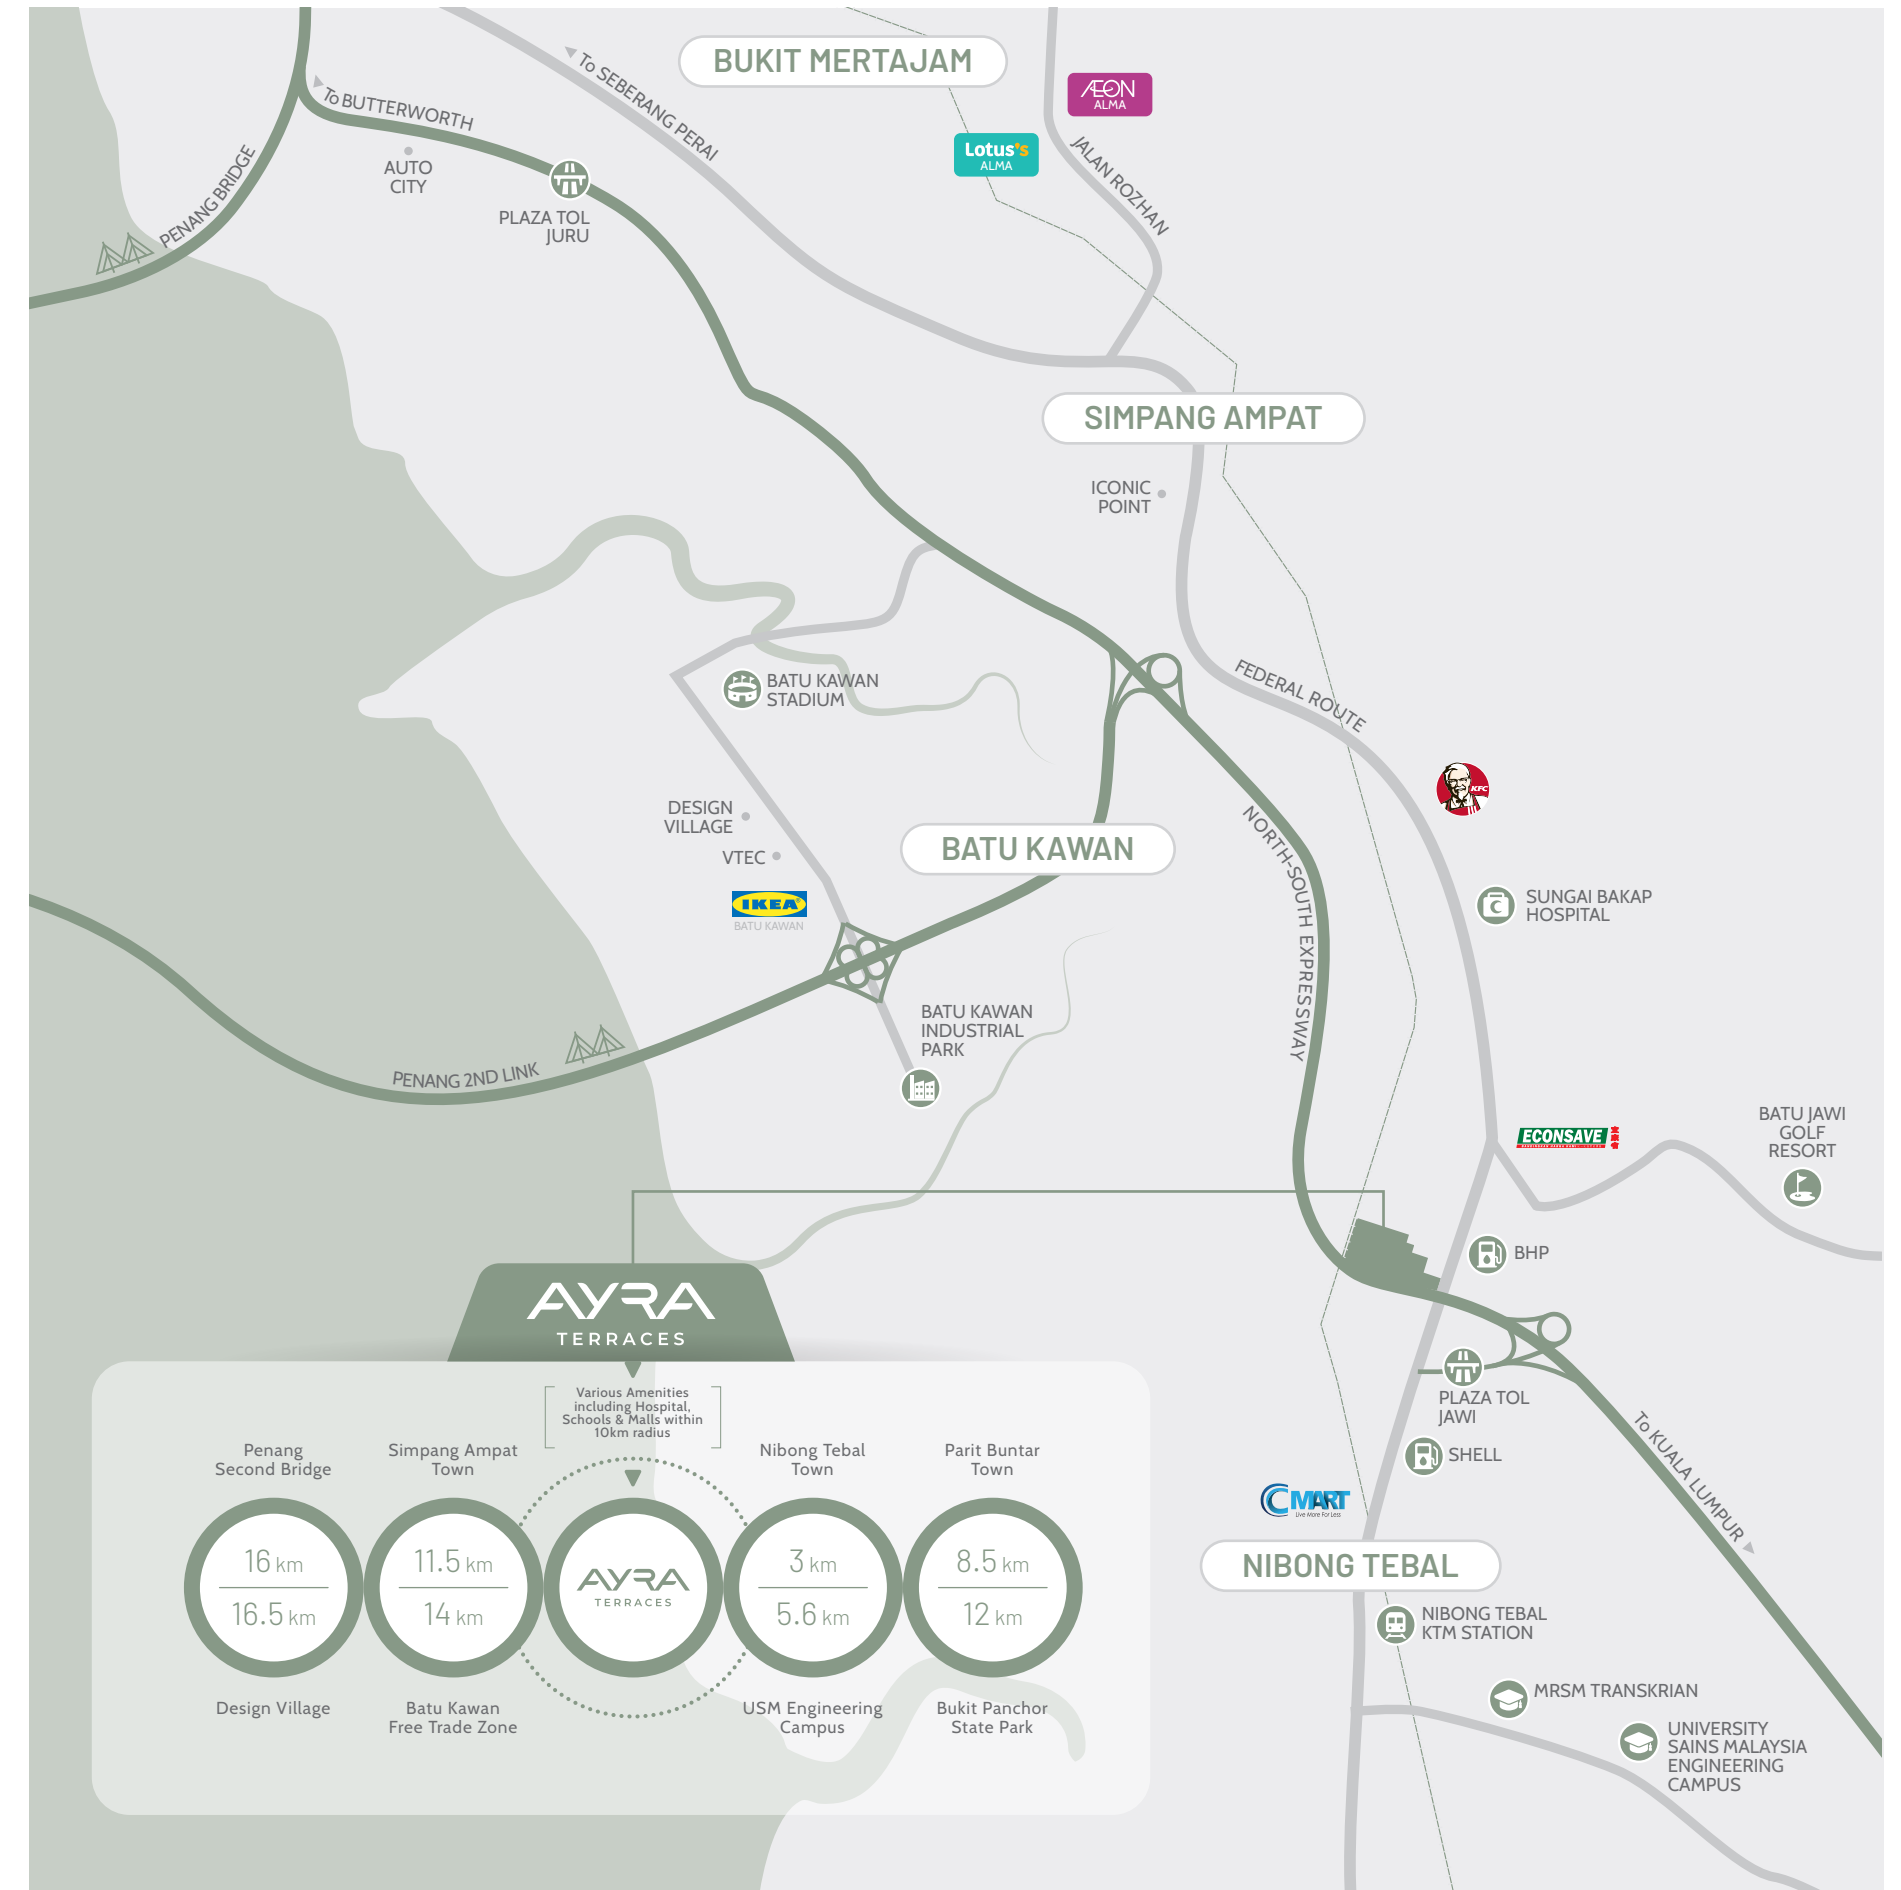 BUKIT MERTAJAM
To SEBERANG PERAI
ÆON
ALMA
To BUTTERWORTH
Lotus's
ALMA
JALAN ROZHAN
PENANG BRIDGE
AUTO
CITY
PLAZA TOL
JURU
SIMPANG AMPAT
ICONIC
POINT
FEDERAL ROUTE
BATU KAWAN
STADIUM
KFC
DESIGN
VILLAGE
NORTH-SOUTH EXPRESSWAY
BATU KAWAN
VTEC
IKEA
BATU KAWAN
SUNGAI BAKAP
HOSPITAL
BATU KAWAN
INDUSTRIAL
PARK
PENANG 2ND LINK
ECONSAVE
BATU JAWI
GOLF
RESORT
BHP
AYRA
TERRACES
PLAZA TOL
JAWI
SHELL
To KUALA LUMPUR
CMART
Live More For Less
NIBONG TEBAL
NIBONG TEBAL
KTM STATION
MRSM TRANSKRIAN
UNIVERSITY
SAINS MALAYSIA
ENGINEERING
CAMPUS
Various Amenities
including Hospital,
Schools & Malls within
10km radius
Penang
Second Bridge
16 km
16.5 km
Design Village
Simpang Ampat
Town
11.5 km
14 km
Batu Kawan
Free Trade Zone
AYRA
TERRACES
Nibong Tebal
Town
3 km
5.6 km
USM Engineering
Campus
Parit Buntar
Town
8.5 km
12 km
Bukit Panchor
State Park